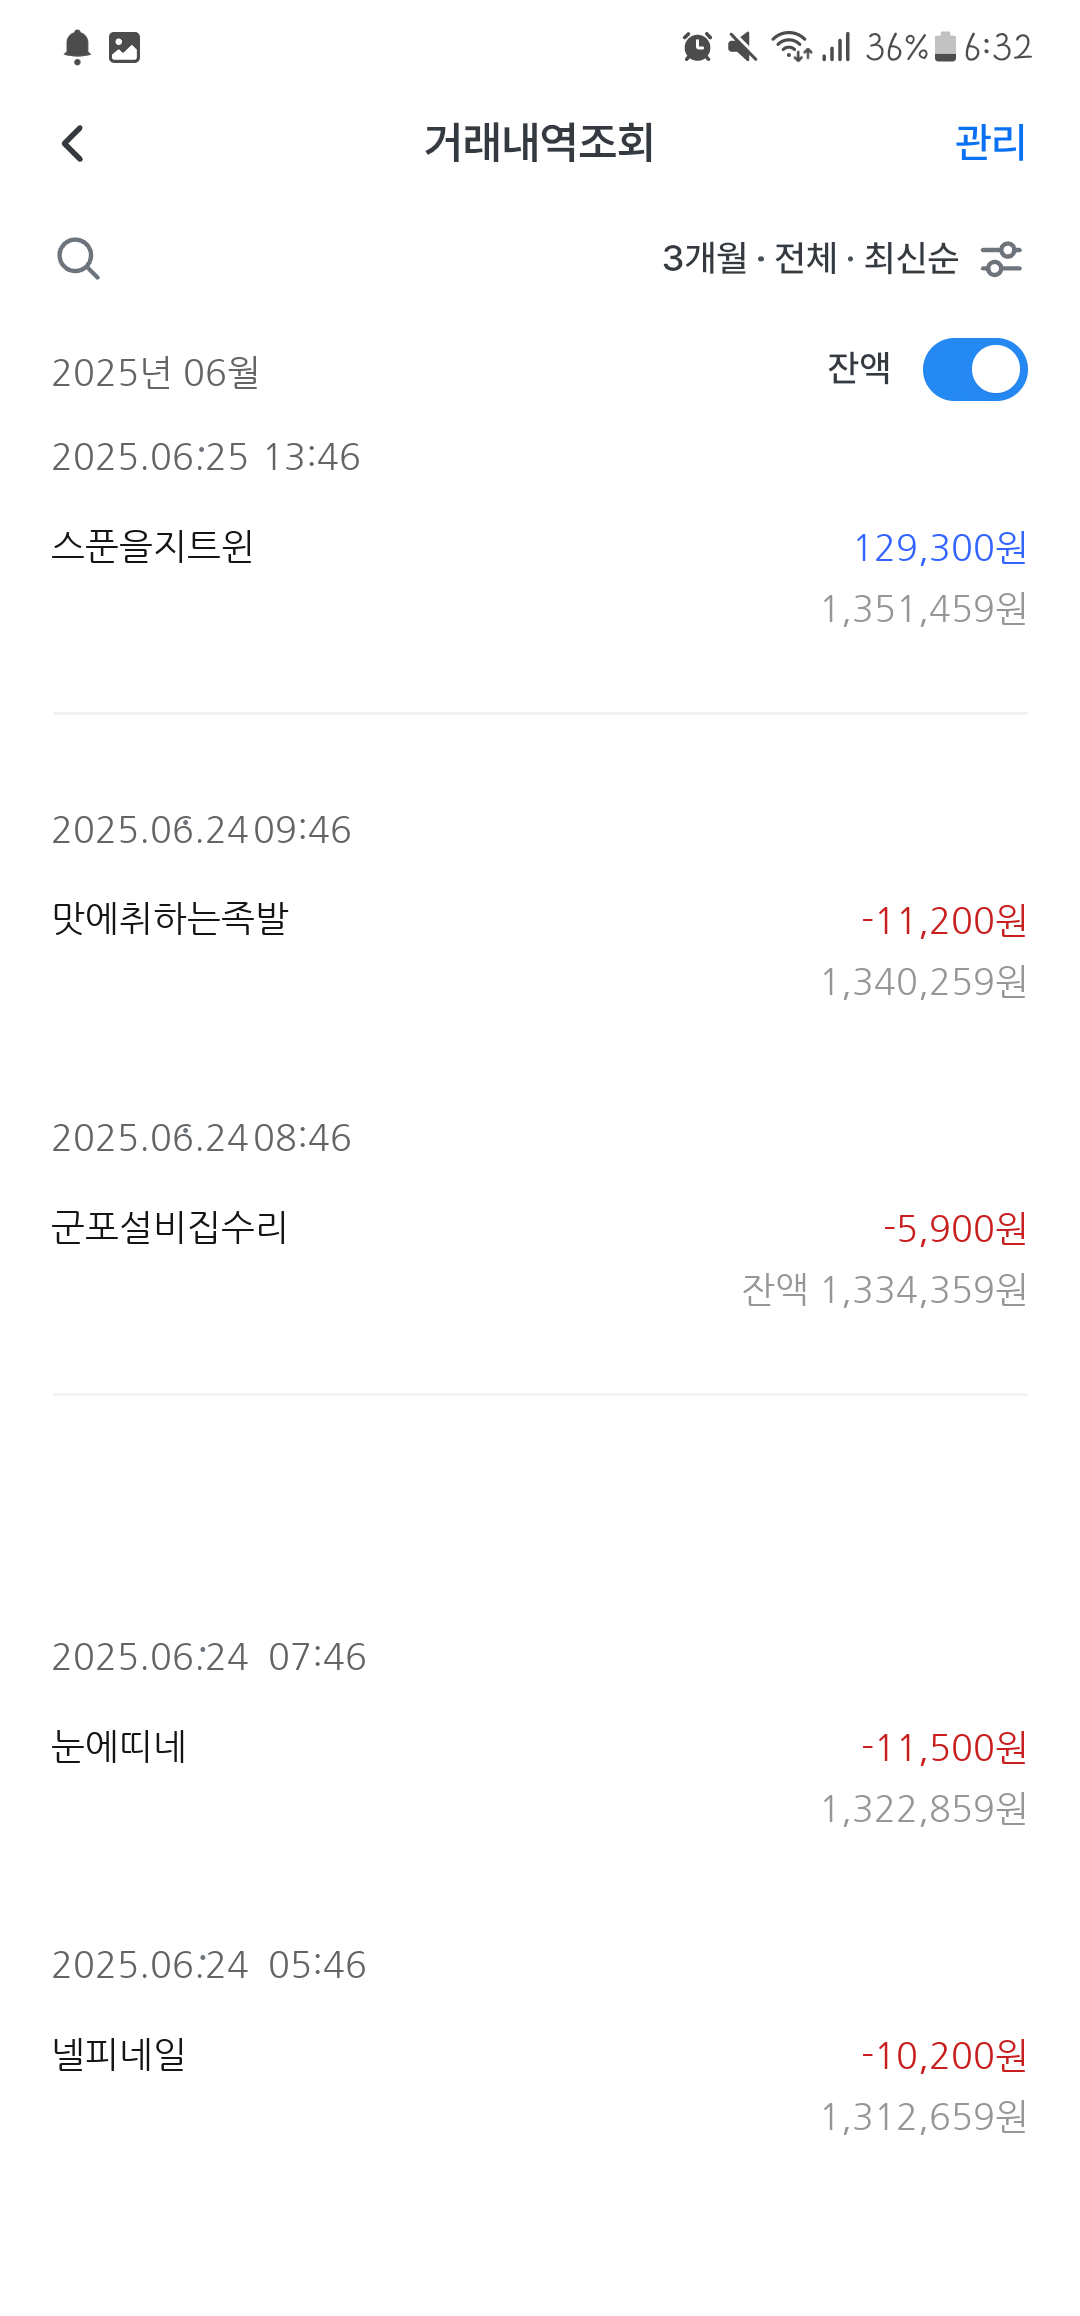 36% 6:32
거래내역조회 관리
3개월 · 전체 · 최신순
2025년 06월 잔액
2025.06.25 13:46
스푼을지트윈 129,300원
1,351,459원
2025.06.24 09:46
맛에취하는족발 -11,200원
1,340,259원
2025.06.24 08:46
군포설비집수리 -5,900원
잔액 1,334,359원
2025.06.24 07:46
눈에띠네 -11,500원
1,322,859원
2025.06.24 05:46
넬피네일 -10,200원
1,312,659원